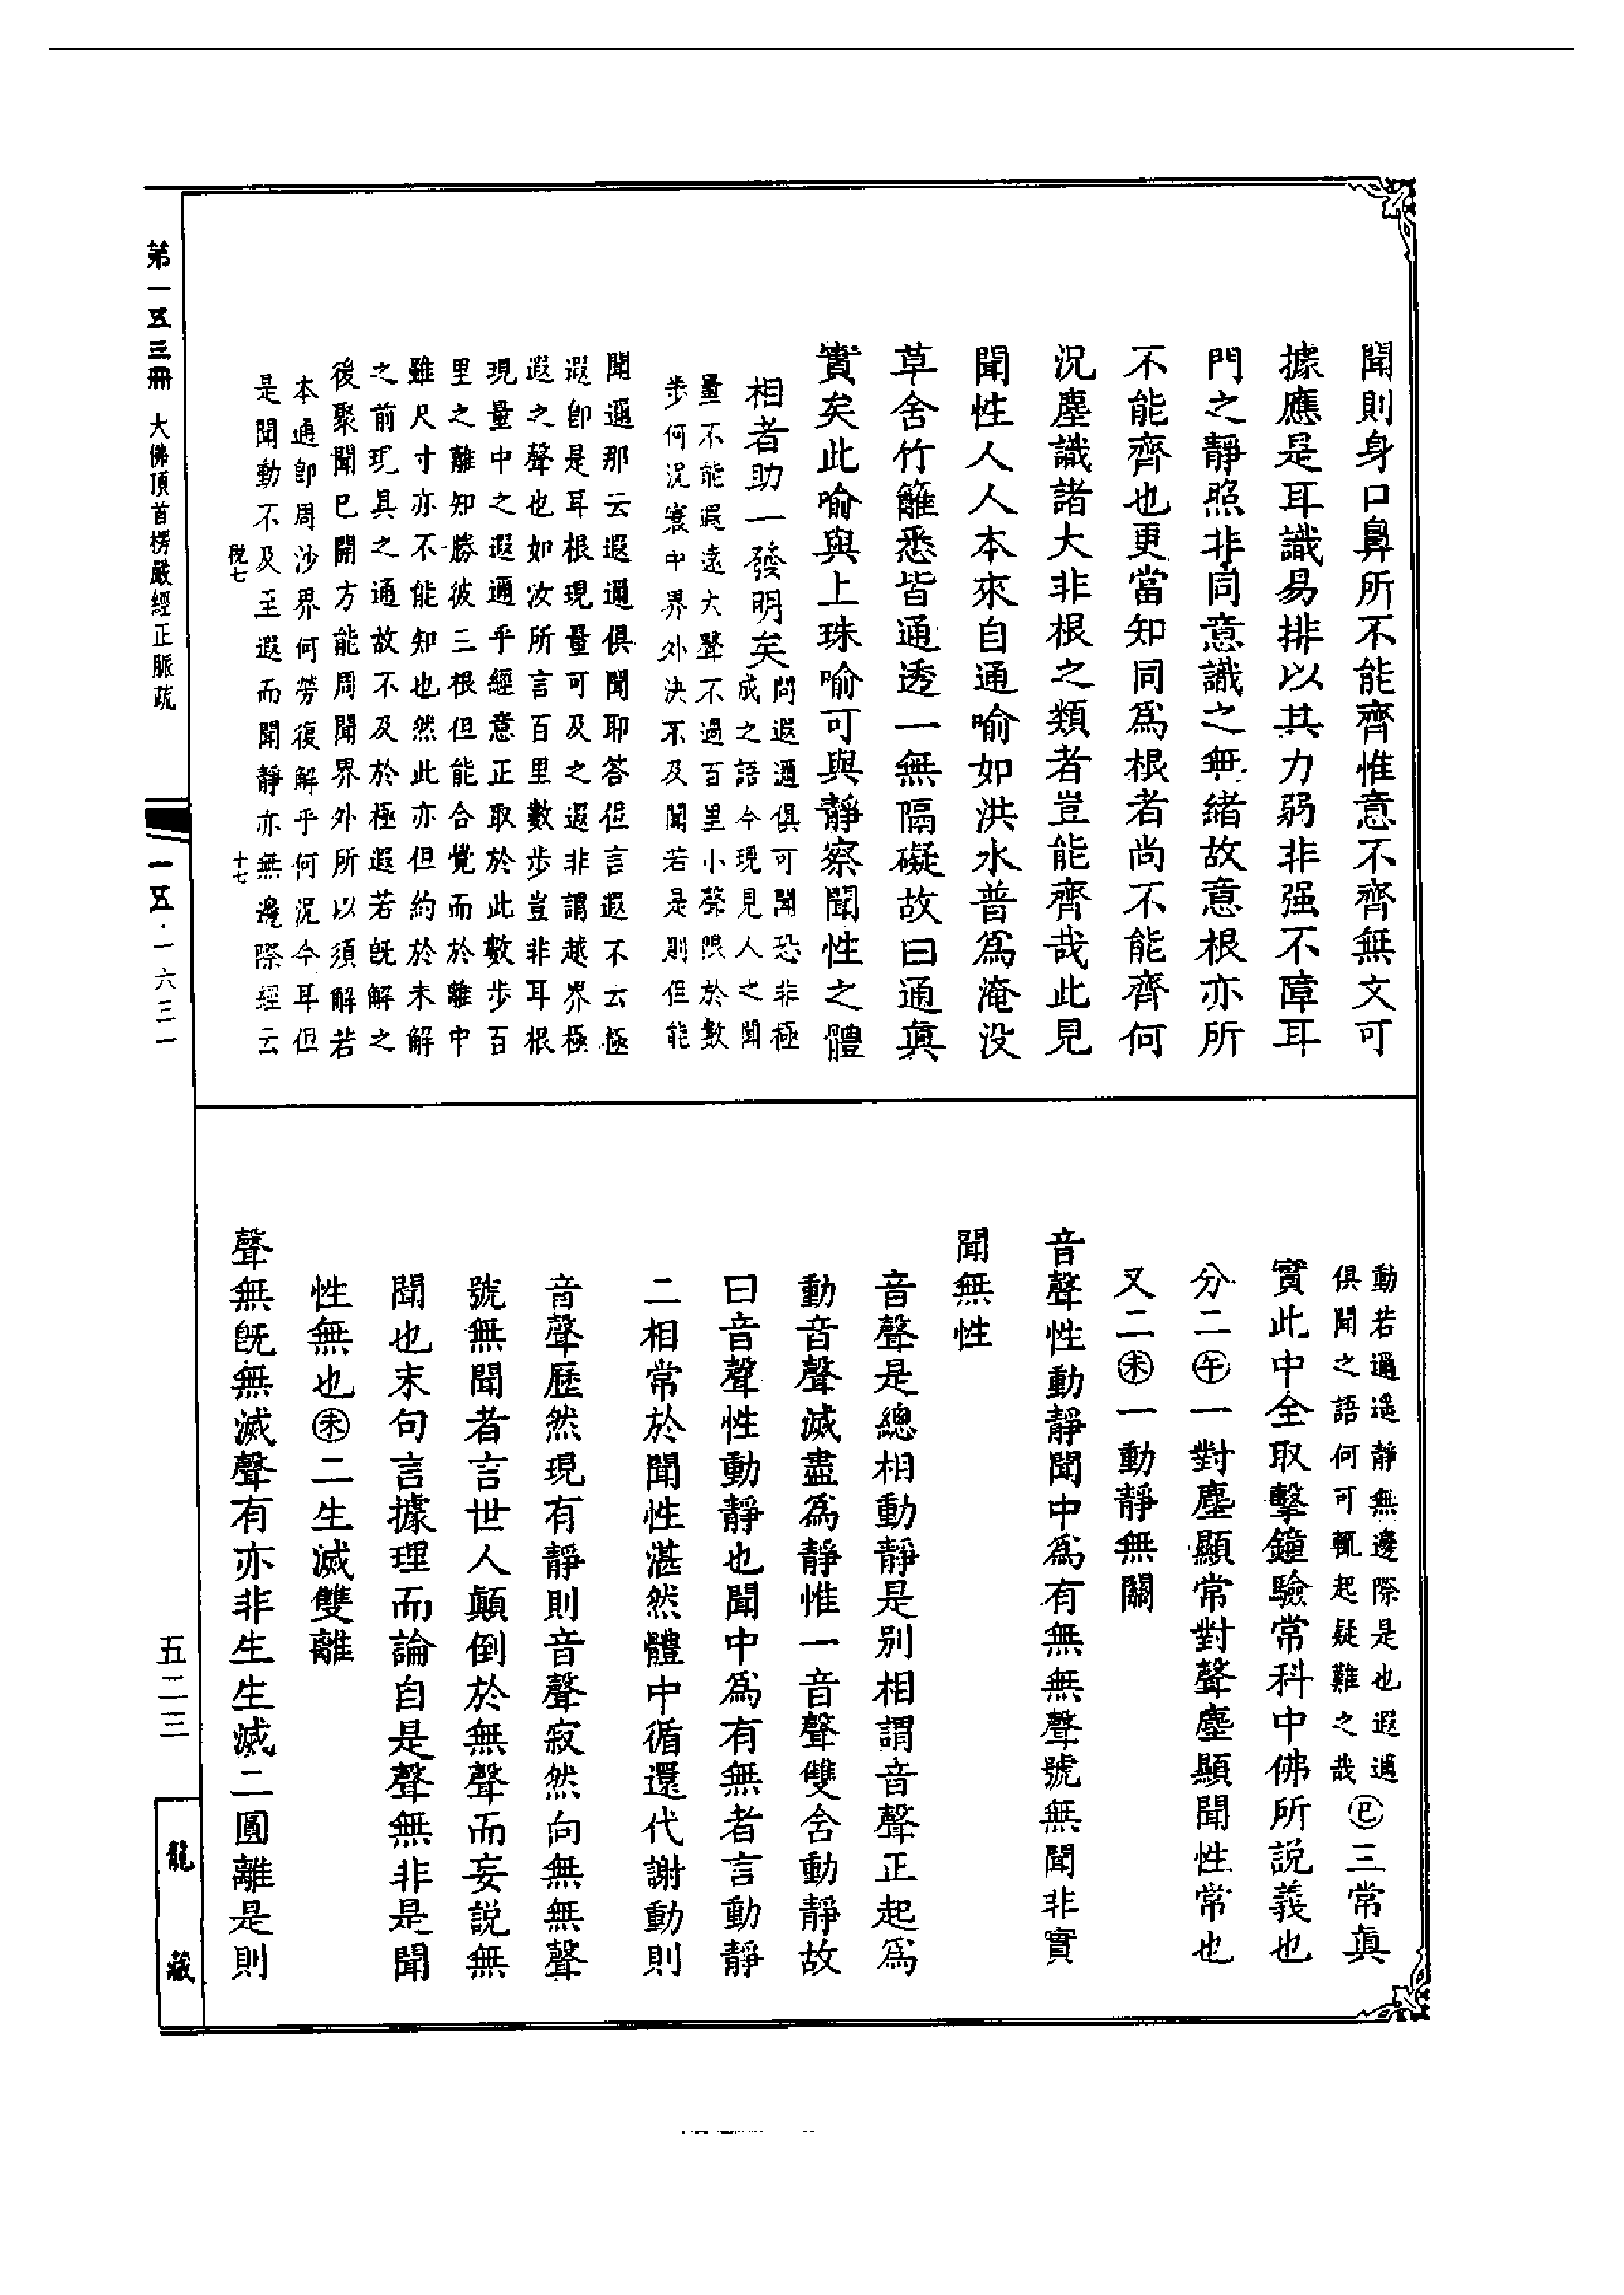 聞則身口鼻所不能齊惟意不齊無文可
據應是耳識易排以其力弱非强不障耳
門之靜照非同意識之無緒故意根亦所
不能齊也更當知同爲根者尚不能齊何
況塵識諸大非根之類者豈能齊哉此見
聞性人人本來自通喻如洪水普爲淹没
草舍竹籬悉皆通透一無隔礙故曰通眞
實矣此喻與上珠喻可與靜察聞性之體
相者助一發明矣
問遐邇俱可聞恐非極
成之語今現見人之聞
量不能遐遠大聲不過百里小聲限於數
步何況寰中界外決不及聞若是則但能
聞邇那云遐邇俱聞耶答但言遐不云極
遐卽是耳根現量可及之遐非謂越界極
遐之聲也如汝所言百里數步豈非耳根
現量中之遐邇乎經意正取於此數步百
里之離知勝彼三根但能合覺而於離中
雖尺寸亦不能知也然此亦但約於未解
之前現具之通故不及於極遐若旣解之
後聚聞巳開方能周聞界外所以須解若
本通卽周沙界何勞復解乎何況今耳但
是聞動不及至遐而聞靜亦無邊際經云
稅七
十七
動若邇遥靜無邊際是也遐邇
俱聞之語何可輒起疑難之哉
㊁三常眞
實此中全取擊鐘驗常科中佛所說義也
分二㊍一對塵顯常對聲塵顯聞性常也
又二㊍一動靜無關
音聲性動靜聞中爲有無無聲號無聞非實
聞無性
音聲是總相動靜是别相謂音聲正起爲
動音聲滅盡爲靜惟一音聲雙含動靜故
曰音聲性動靜也聞中爲有無者言動靜
二相常於聞性湛然體中循還代謝動則
音聲歷然現有靜則音聲寂然向無無聲
號無聞者言世人顚倒於無聲而妄說無
聞也末句言據理而論自是聲無非是聞
性無也㊍二生滅雙離
聲無旣無滅聲有亦非生生滅二圓離是則
第一五三冊 大佛頂首楞嚴經正脈疏
一五·一六三一
五二三
龍藏